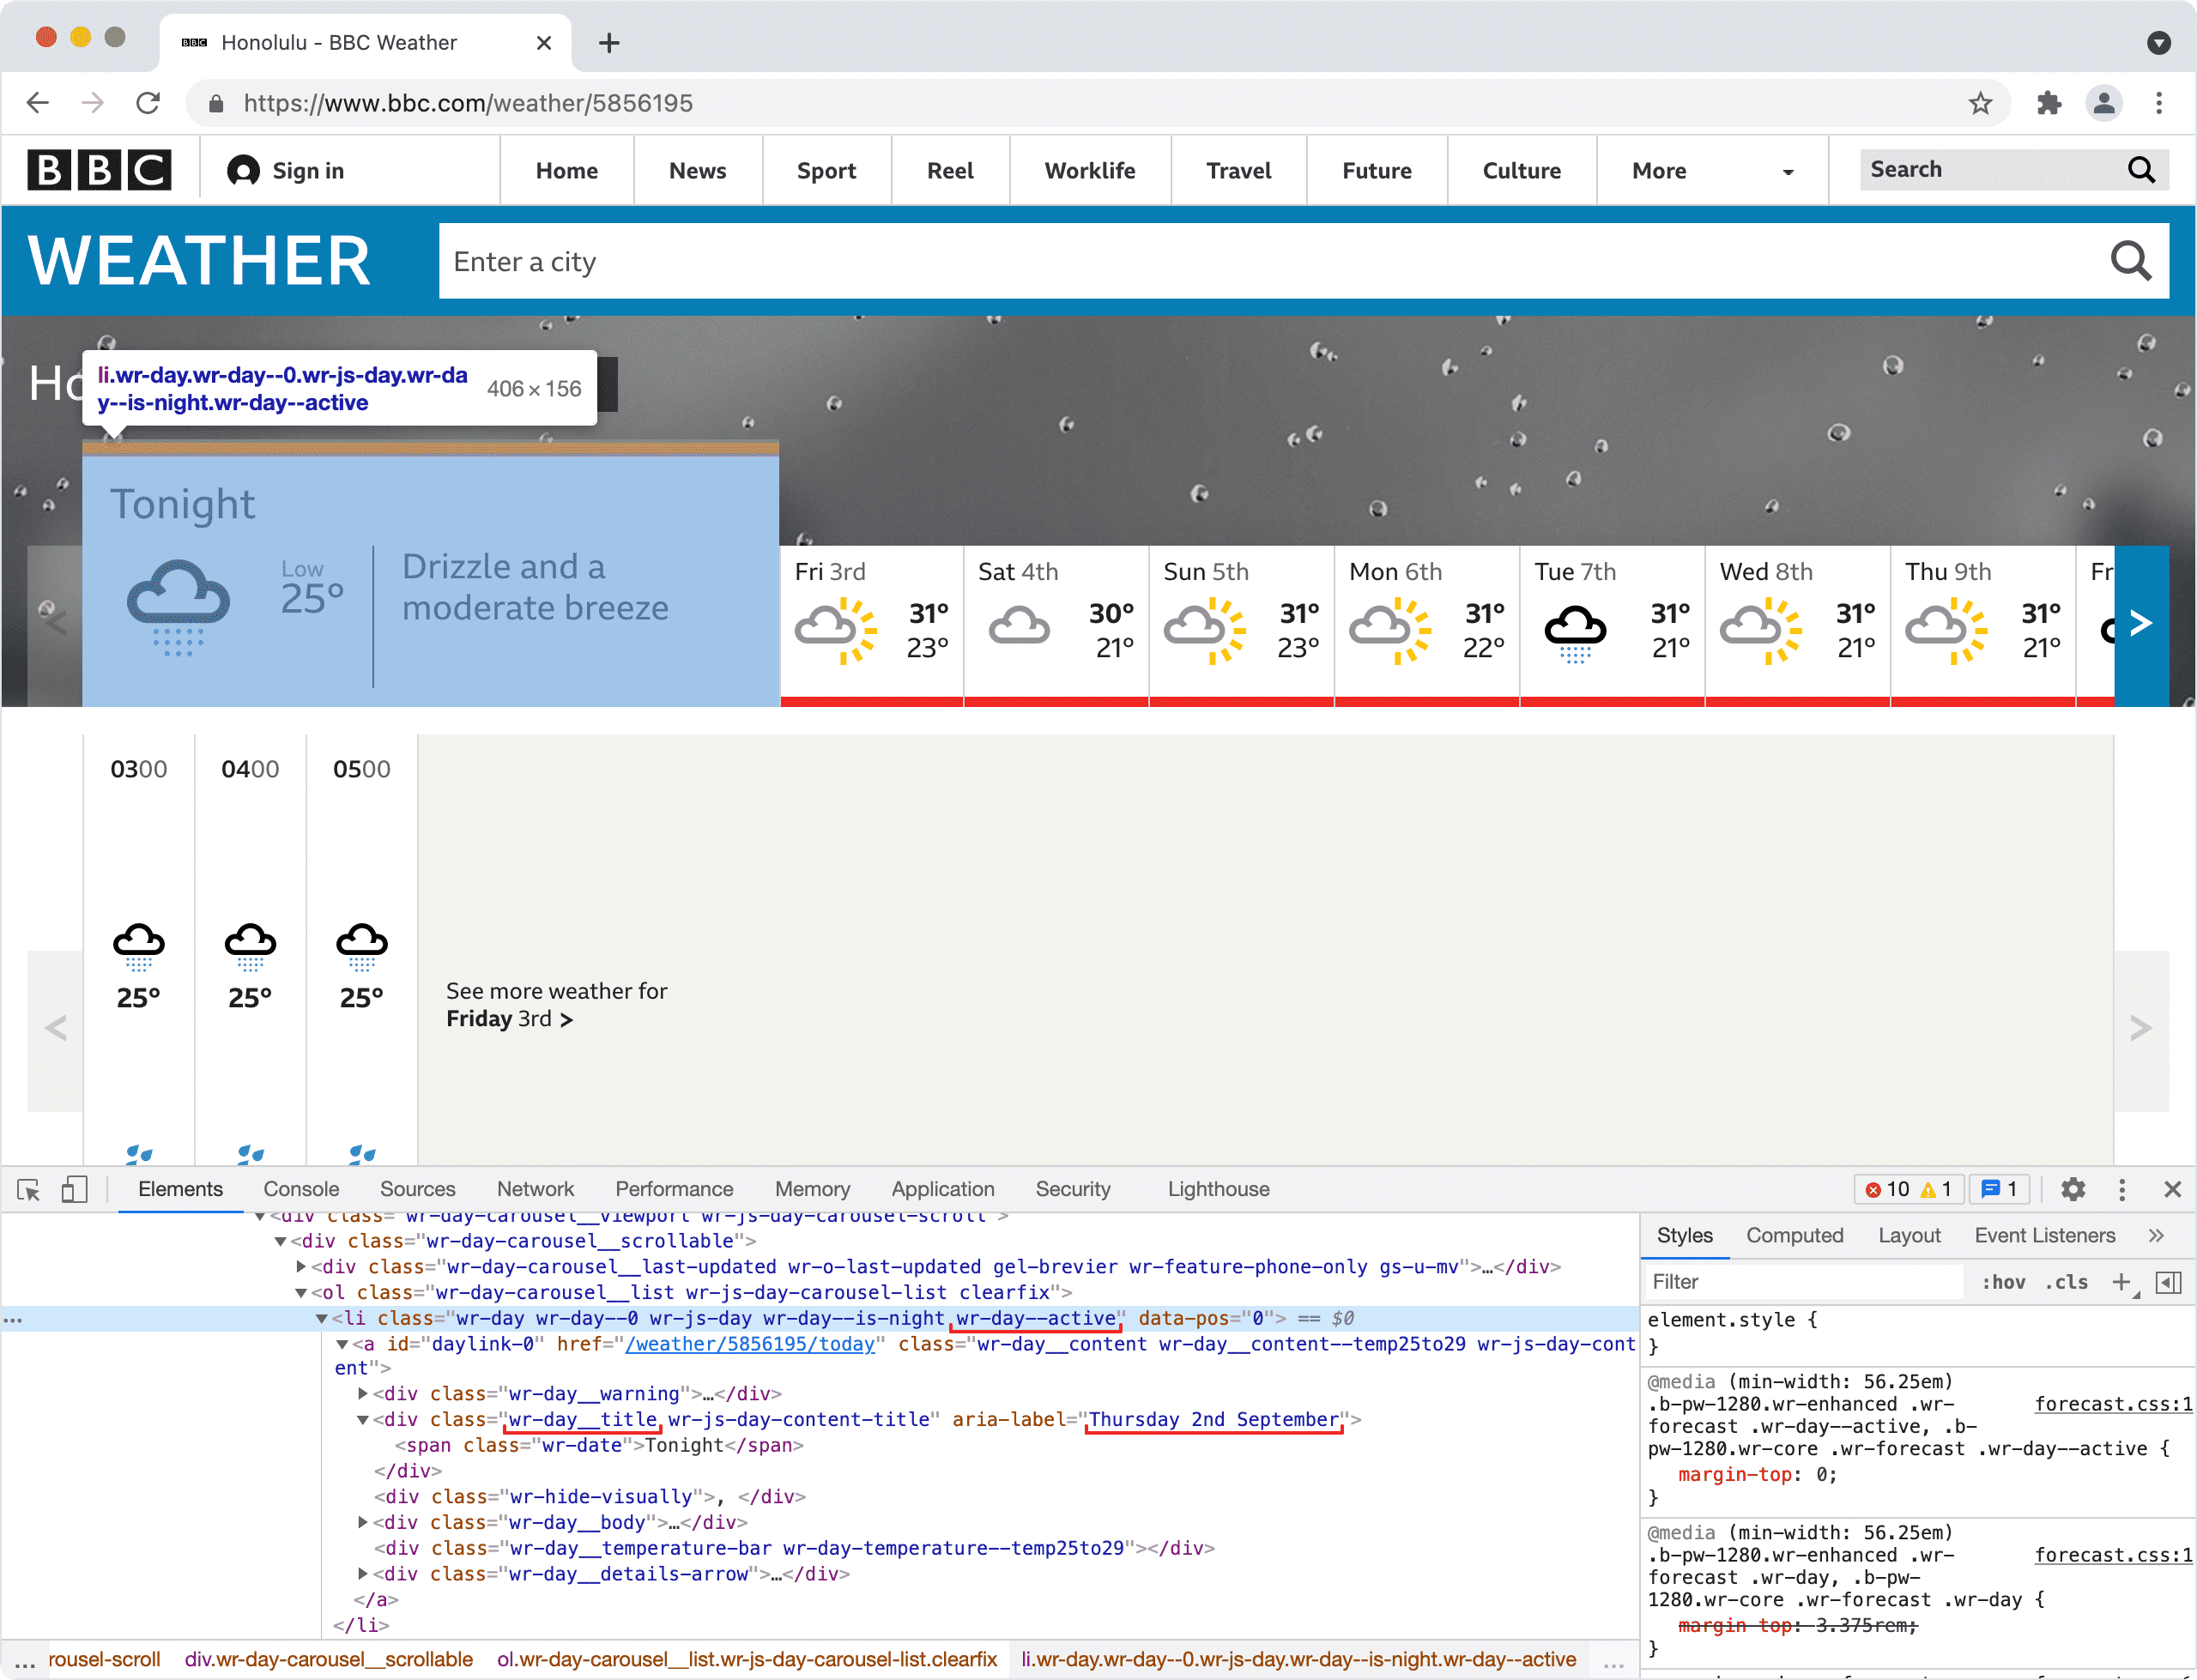 BBC Honolulu - BBC Weather
https://www.bbc.com/weather/5856195
BBC Sign in Home News Sport Reel Worklife Travel Future Culture More Search
WEATHER Enter a city
li.wr-day.wr-day--0.wr-js-day.wr-da
y--is-night.wr-day--active
406 × 156
Ho
Tonight
Low
25°
Drizzle and a
moderate breeze
Fri 3rd
31°
23°
Sat 4th
30°
21°
Sun 5th
31°
23°
Mon 6th
31°
22°
Tue 7th
31°
21°
Wed 8th
31°
21°
Thu 9th
31°
21°
Fr
0300 0400 0500
25° 25° 25°
See more weather for
Friday 3rd >
Elements Console Sources Network Performance Memory Application Security Lighthouse 10 1 1
<div class="wr-day-carousel__viewport wr-js-day-carousel-scroll">
<div class="wr-day-carousel__scrollable">
<div class="wr-day-carousel__last-updated wr-o-last-updated gel-brevier wr-feature-phone-only gs-u-mv">…</div>
<ol class="wr-day-carousel__list wr-js-day-carousel-list clearfix">
<li class="wr-day wr-day--0 wr-js-day wr-day--is-night wr-day--active" data-pos="0"> == $0
<a id="daylink-0" href="/weather/5856195/today" class="wr-day__content wr-day__content--temp25to29 wr-js-day-cont
ent">
<div class="wr-day__warning">…</div>
<div class="wr-day__title wr-js-day-content-title" aria-label="Thursday 2nd September">
<span class="wr-date">Tonight</span>
</div>
<div class="wr-hide-visually">, </div>
<div class="wr-day__body">…</div>
<div class="wr-day__temperature-bar wr-day-temperature--temp25to29"></div>
<div class="wr-day__details-arrow">…</div>
</a>
</li>
... rousel-scroll div.wr-day-carousel__scrollable ol.wr-day-carousel__list.wr-js-day-carousel-list.clearfix li.wr-day.wr-day--0.wr-js-day.wr-day--is-night.wr-day--active ...
Styles Computed Layout Event Listeners »
Filter :hov .cls +
element.style {
}
@media (min-width: 56.25em)
.b-pw-1280.wr-enhanced .wr- forecast.css:1
forecast .wr-day--active, .b-
pw-1280.wr-core .wr-forecast .wr-day--active {
margin-top: 0;
}
@media (min-width: 56.25em)
.b-pw-1280.wr-enhanced .wr- forecast.css:1
forecast .wr-day, .b-pw-
1280.wr-core .wr-forecast .wr-day {
margin-top: 3.375rem;
}